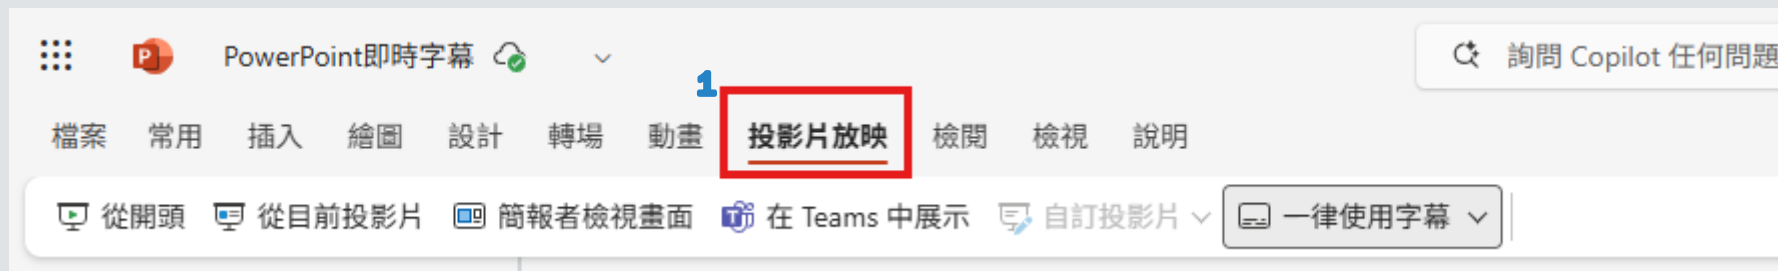 PowerPoint即時字幕
詢問 Copilot 任何問題
1
檔案 常用 插入 繪圖 設計 轉場 動畫 投影片放映 檢閱 檢視 說明
從開頭 從目前投影片 簡報者檢視畫面 在 Teams 中展示 自訂投影片 一律使用字幕